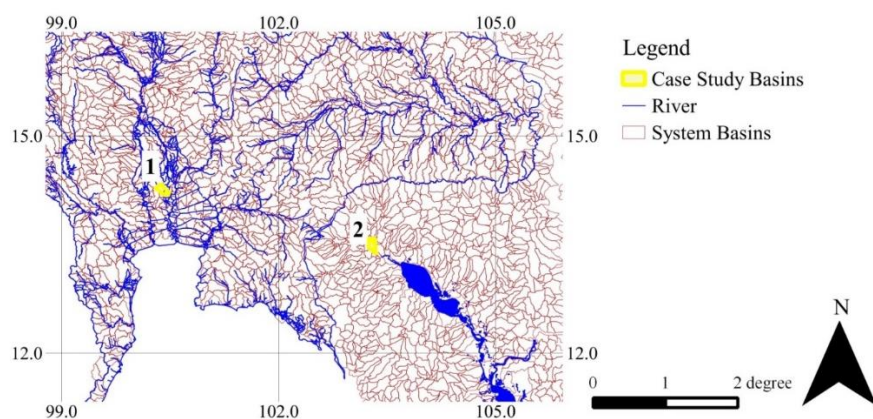 99.0 102.0 105.0
Legend
Case Study Basins
River
System Basins
15.0 15.0
1
2
N
12.0 12.0
0 1 2 degree
99.0 102.0 105.0